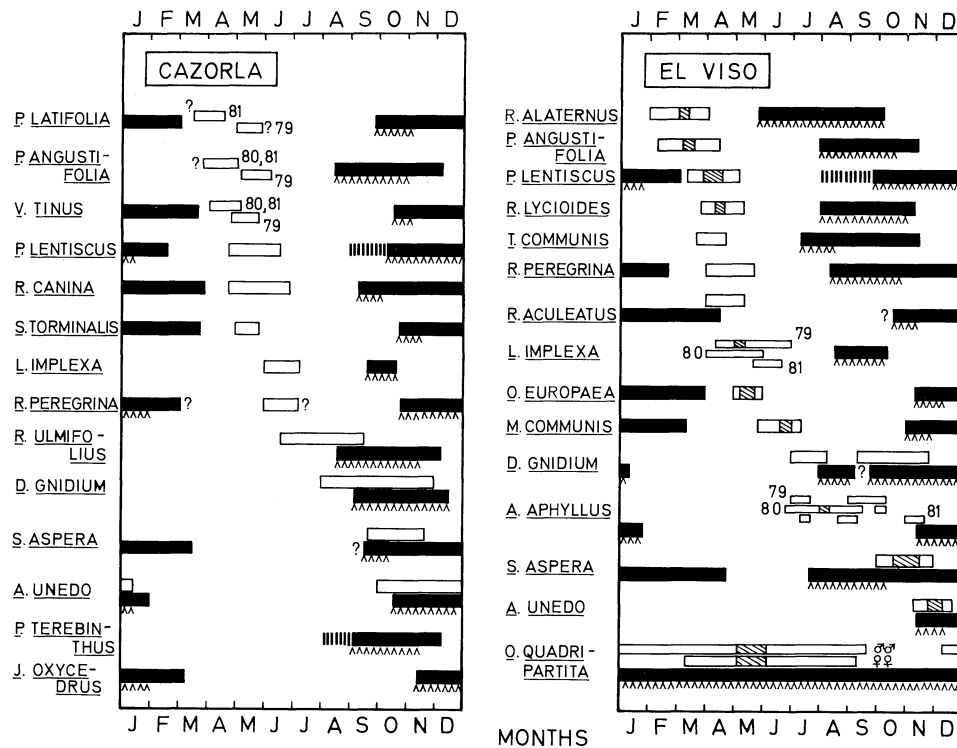 J F M A M J J A S O N D
CAZORLA
P. LATIFOLIA
? 81
? 79
P. ANGUSTI-
FOLIA
? 80,81
79
V. TINUS
80,81
79
P. LENTISCUS
R. CANINA
S. TORMINALIS
L. IMPLEXA
R. PEREGRINA
? ?
R. ULMIFO-
LIUS
D. GNIDIUM
S. ASPERA
?
A. UNEDO
P. TEREBIN-
THUS
J. OXYCE-
DRUS
J F M A M J J A S O N D
J F M A M J J A S O N D
EL VISO
R. ALATERNUS
P. ANGUSTI-
FOLIA
P. LENTISCUS
R. LYCIOIDES
T. COMMUNIS
R. PEREGRINA
R. ACULEATUS
?
L. IMPLEXA
79
80
81
O. EUROPAEA
M. COMMUNIS
D. GNIDIUM
?
A. APHYLLUS
79
80
81
S. ASPERA
A. UNEDO
O. QUADRI-
PARTITA
♂♂
♀♀
J F M A M J J A S O N D
MONTHS